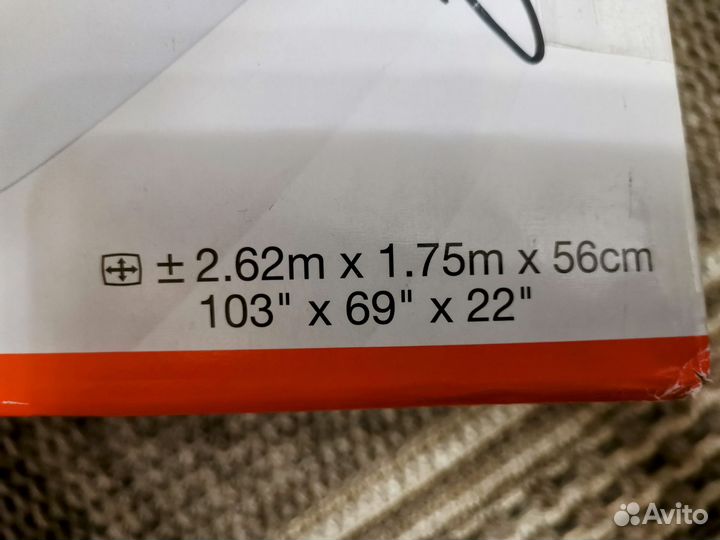 ± 2.62m x 1.75m x 56cm
103" x 69" x 22"
Avito